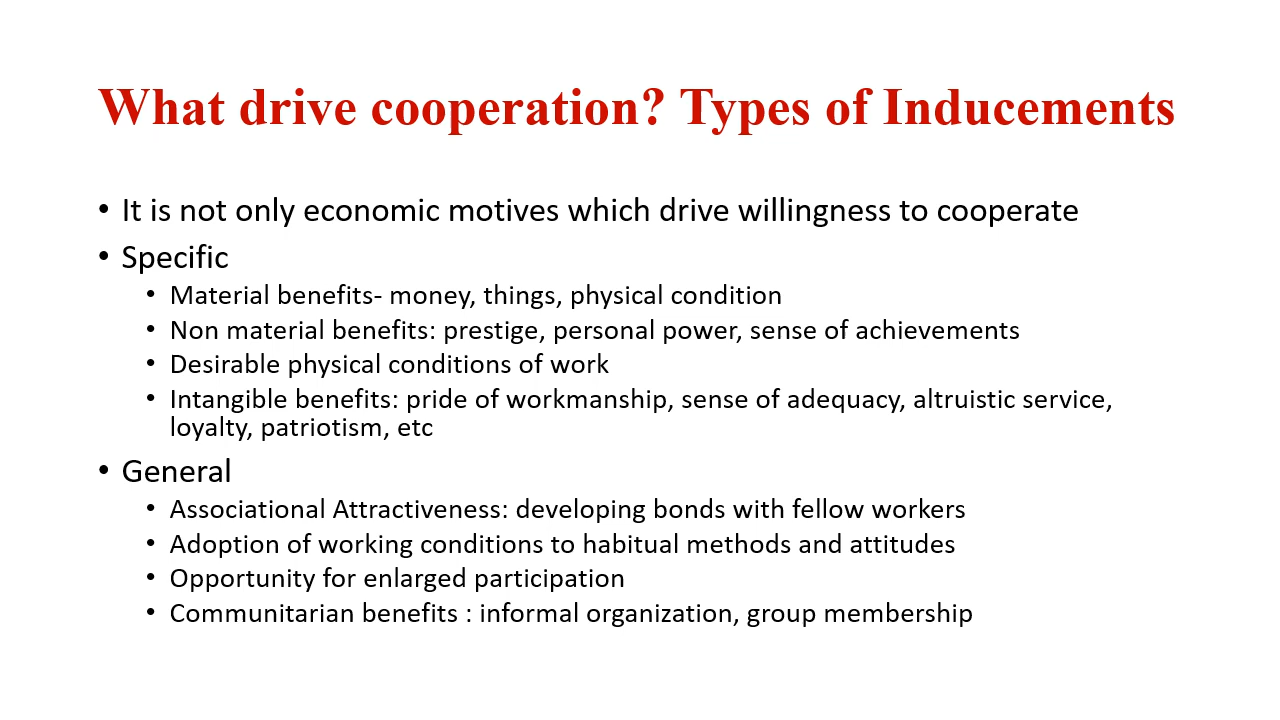 What drive cooperation? Types of Inducements
• It is not only economic motives which drive willingness to cooperate
• Specific
• Material benefits- money, things, physical condition
• Non material benefits: prestige, personal power, sense of achievements
• Desirable physical conditions of work
• Intangible benefits: pride of workmanship, sense of adequacy, altruistic service,
loyalty, patriotism, etc
• General
• Associational Attractiveness: developing bonds with fellow workers
• Adoption of working conditions to habitual methods and attitudes
• Opportunity for enlarged participation
• Communitarian benefits : informal organization, group membership